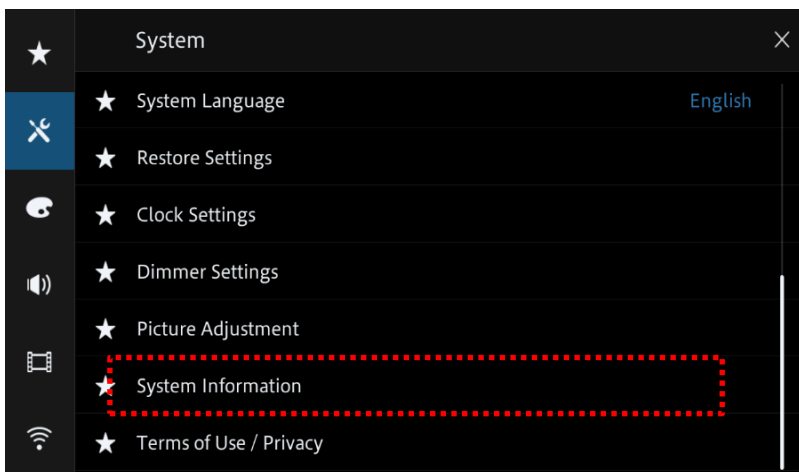 System
System Language English
Restore Settings
Clock Settings
Dimmer Settings
Picture Adjustment
System Information
Terms of Use / Privacy